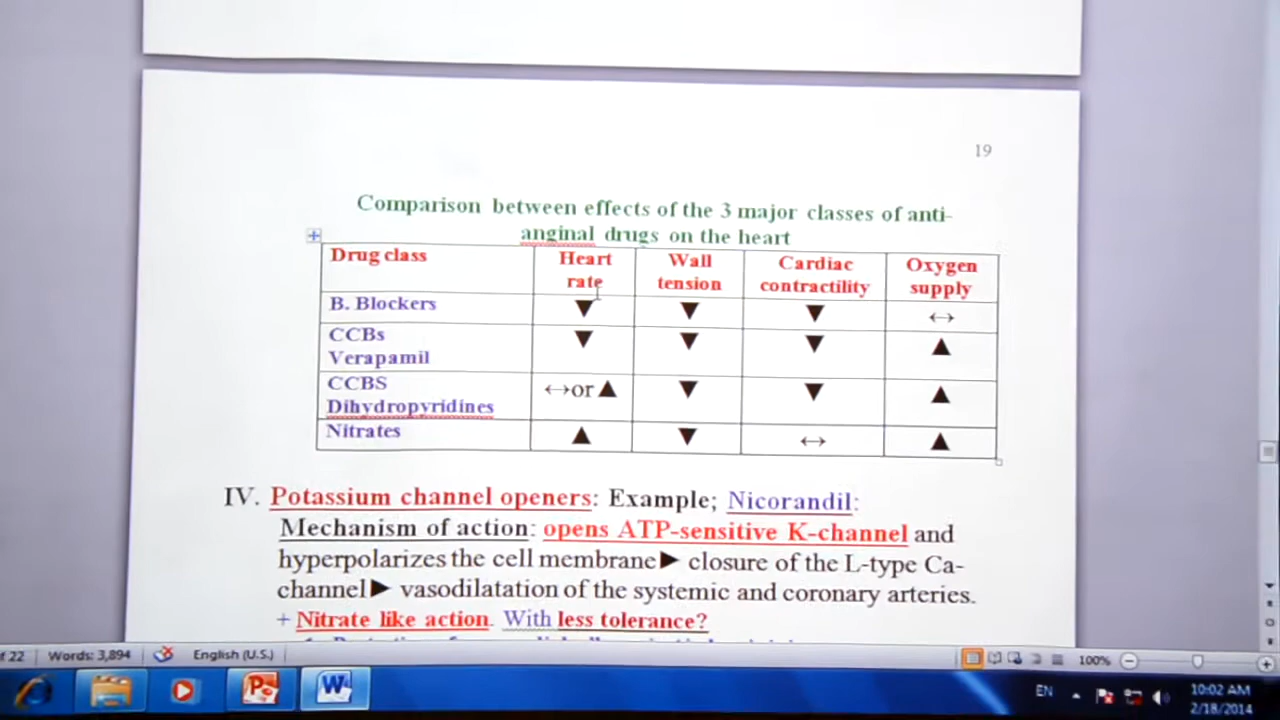 19
Comparison between effects of the 3 major classes of anti-
anginal drugs on the heart
Drug class Heart rate Wall tension Cardiac contractility Oxygen supply
B. Blockers ▼ ▼ ▼ ↔
CCBs Verapamil ▼ ▼ ▼ ▲
CCBS Dihydropyridines ↔or ▲ ▼ ▼ ▲
Nitrates ▲ ▼ ↔ ▲
IV. Potassium channel openers: Example; Nicorandil:
Mechanism of action: opens ATP-sensitive K-channel and
hyperpolarizes the cell membrane► closure of the L-type Ca-
channel► vasodilatation of the systemic and coronary arteries.
+ Nitrate like action. With less tolerance?
of 22 Words: 3,894 English (U.S.) 100%
EN 10:02 AM
2/18/2014